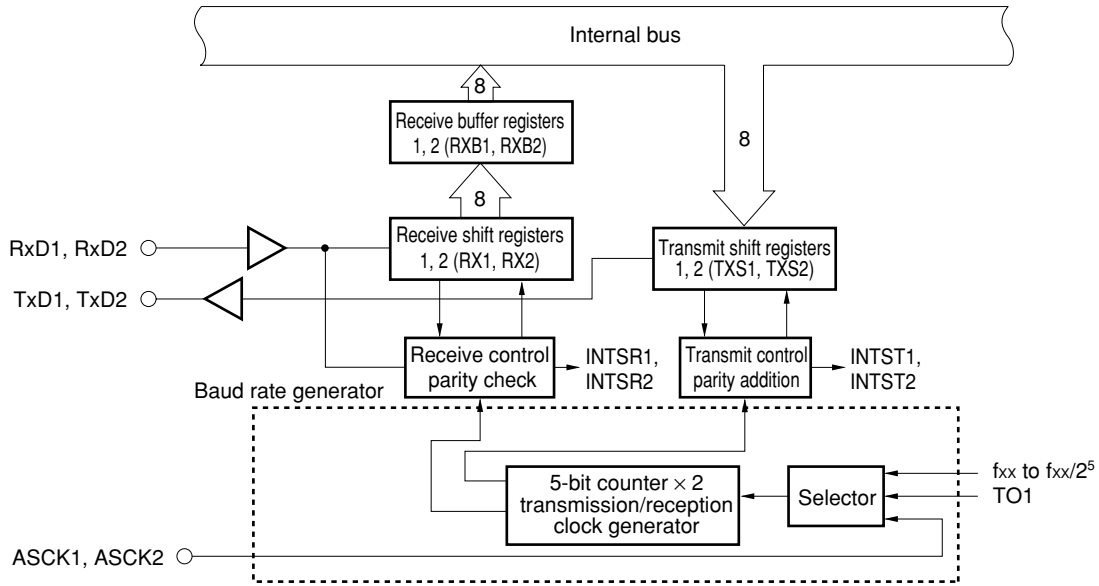 Internal bus
8
Receive buffer registers
1, 2 (RXB1, RXB2)
8
8
RxD1, RxD2
Receive shift registers
1, 2 (RX1, RX2)
Transmit shift registers
1, 2 (TXS1, TXS2)
TxD1, TxD2
Receive control
parity check
INTSR1,
INTSR2
Transmit control
parity addition
INTST1,
INTST2
Baud rate generator
5-bit counter × 2
transmission/reception
clock generator
Selector
fxx to fxx/2⁵
TO1
ASCK1, ASCK2